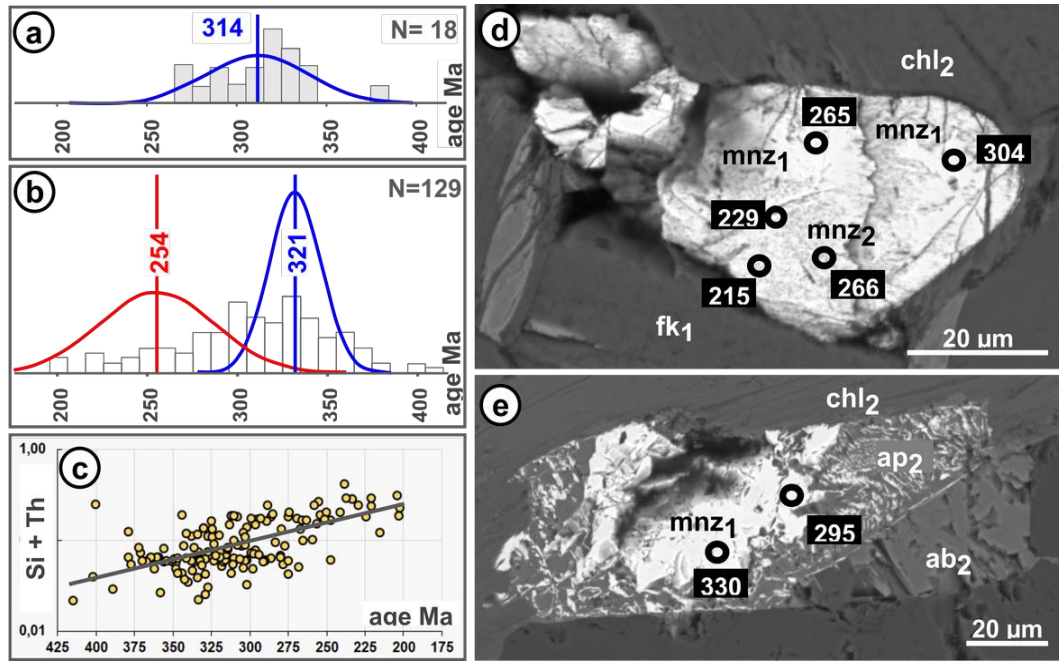 a
314
N= 18
200
250
300
350
400
age Ma
b
N=129
254
321
200
250
300
350
400
age Ma
c
1,00
Si + Th
0,01
age Ma
425 400 375 350 325 300 275 250 225 200 175
d
chl2
265
mnz1
mnz1
304
229
mnz2
215
266
fk1
20 µm
e
chl2
ap2
mnz1
295
330
ab2
20 µm